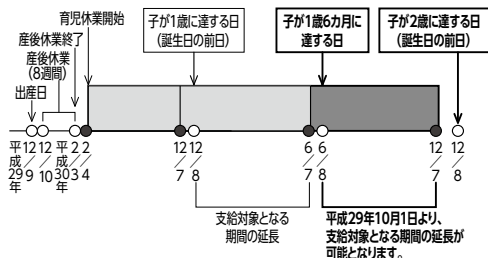 育児休業開始
産後休業終了
産後休業
(8週間)
出産日
子が1歳に達する日
(誕生日の前日)
子が1歳6カ月に
達する日
子が2歳に達する日
(誕生日の前日)
平成29年
12/9
12/10
平成30年
2/3
2/4
12/7
12/8
6/7
6/8
12/7
12/8
支給対象となる
期間の延長
平成29年10月1日より、
支給対象となる期間の延長が
可能となります。